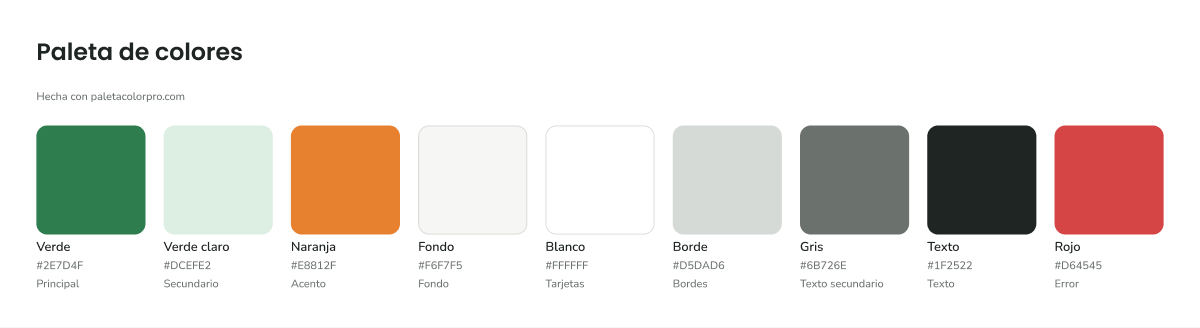 Paleta de colores
Hecha con paletacolorpro.com
Verde
#2E7D4F
Principal
Verde claro
#DCEFE2
Secundario
Naranja
#E8812F
Acento
Fondo
#F6F7F5
Fondo
Blanco
#FFFFFF
Tarjetas
Borde
#D5DAD6
Bordes
Gris
#6B726E
Texto secundario
Texto
#1F2522
Texto
Rojo
#D64545
Error